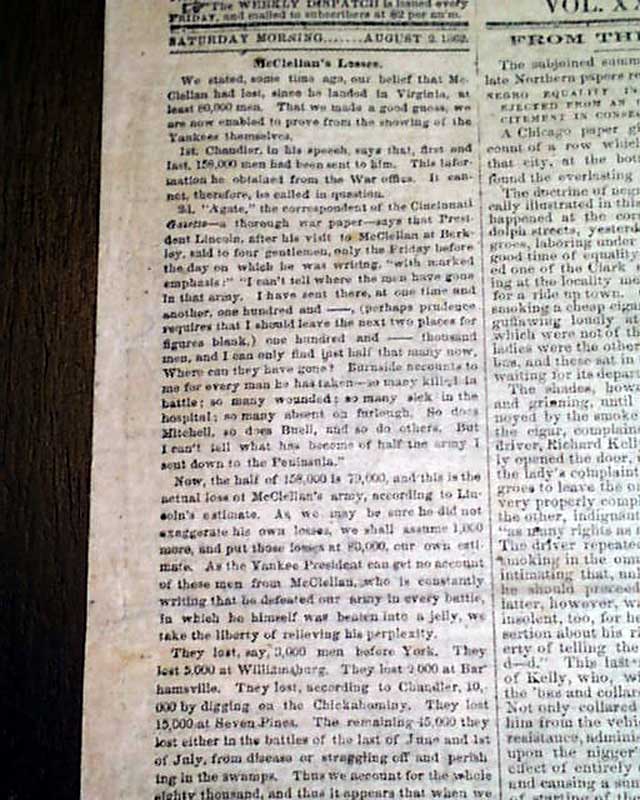 The WEEKLY DISPATCH is issued every
FRIDAY, and mailed to subscribers at $2 per an'm.
SATURDAY MORNING......AUGUST 2, 1862.
McClellan's Losses.
We stated, some time ago, our belief that Mc-
Clellan had lost, since he landed in Virginia, at
least 80,000 men. That we made a good guess, we
are now enabled to prove from the showing of the
Yankees themselves.
1st. Chandler, in his speech, says that, first and
last, 158,000 men had been sent to him. This infor-
mation he obtained from the War office. It can-
not, therefore, be called in question.
2d. "Agate," the correspondent of the Cincinnati
Gazette—a thorough war paper—says that Presi-
dent Lincoln, after his visit to McClellan at Berk-
ley, said to four gentlemen, only the Friday before
the day on which he was writing, "with marked
emphasis:" "I can't tell where the men have gone
in that army. I have sent there, at one time and
another, one hundred and ——, (perhaps prudence
requires that I should leave the next two places for
figures blank,) one hundred and —— thousand
men, and I can only find just half that many now.
Where can they have gone? Burnside accounts to
me for every man he has taken—so many killed in
battle; so many wounded; so many sick in the
hospital; so many absent on furlough. So does
Mitchell, so does Buell, and so do others. But
I can't tell what has become of half the army I
sent down to the Peninsula."
Now, the half of 158,000 is 79,000, and this is the
actual loss of McClellan's army, according to Lin-
coln's estimate. As we may be sure he did not
exaggerate his own losses, we shall assume 1,000
more, and put those losses at 80,000, our own esti-
mate. As the Yankee President can get no account
of these men from McClellan, who is constantly
writing that he defeated our army in every battle,
in which he himself was beaten into a jelly, we
take the liberty of relieving his perplexity.
They lost, say, 3,000 men before York. They
lost 5,000 at Williamsburg. They lost 2,000 at Bar
hamsville. They lost, according to Chandler, 10,-
000 by digging on the Chickahominy. They lost
15,000 at Seven Pines. The remaining 45,000 they
lost either in the battles of the last of June and 1st
of July, from disease or straggling off and perish
ing in the swamps. Thus we account for the whole
eighty thousand, and thus it appears that when we
VOL. XX
FROM THE
The subjoined summ
late Northern papers re
NEGRO EQUALITY IN
EJECTED FROM AN
CITEMENT IN CONSE
A Chicago paper g
count of a row which
that city, at the bot
found the everlasting
The doctrine of neg
cally illustrated in this
happened at the cor
dolph streets, yesterd
groes, laboring under
good time of equality
ed one of the Clark
ing at the locality me
for a ride up town.
smoking a cheap cigar
guffawing loudly at
which were not of th
ladies were the other
bus, and these sat in
waiting for its depart
The shades, how
and grinning, until
noyed by the smoke
the cigar, complaine
driver, Richard Kell
ly opened the door, i
the lady's complaint
groes to leave the o
very properly compl
the other, indignant
"as many rights as
The driver repeated
smoking in the omn
intimating that, unl
he should proceed
latter, however, w
insolent, too, for he
sertion about his r
erty of telling the
d—d." This last
of Kelly, who, wi
the 'bus and collar
Not only collared
him from the vehic
resistance, admini
upon the nigger
effect of entirely
and causing a sud